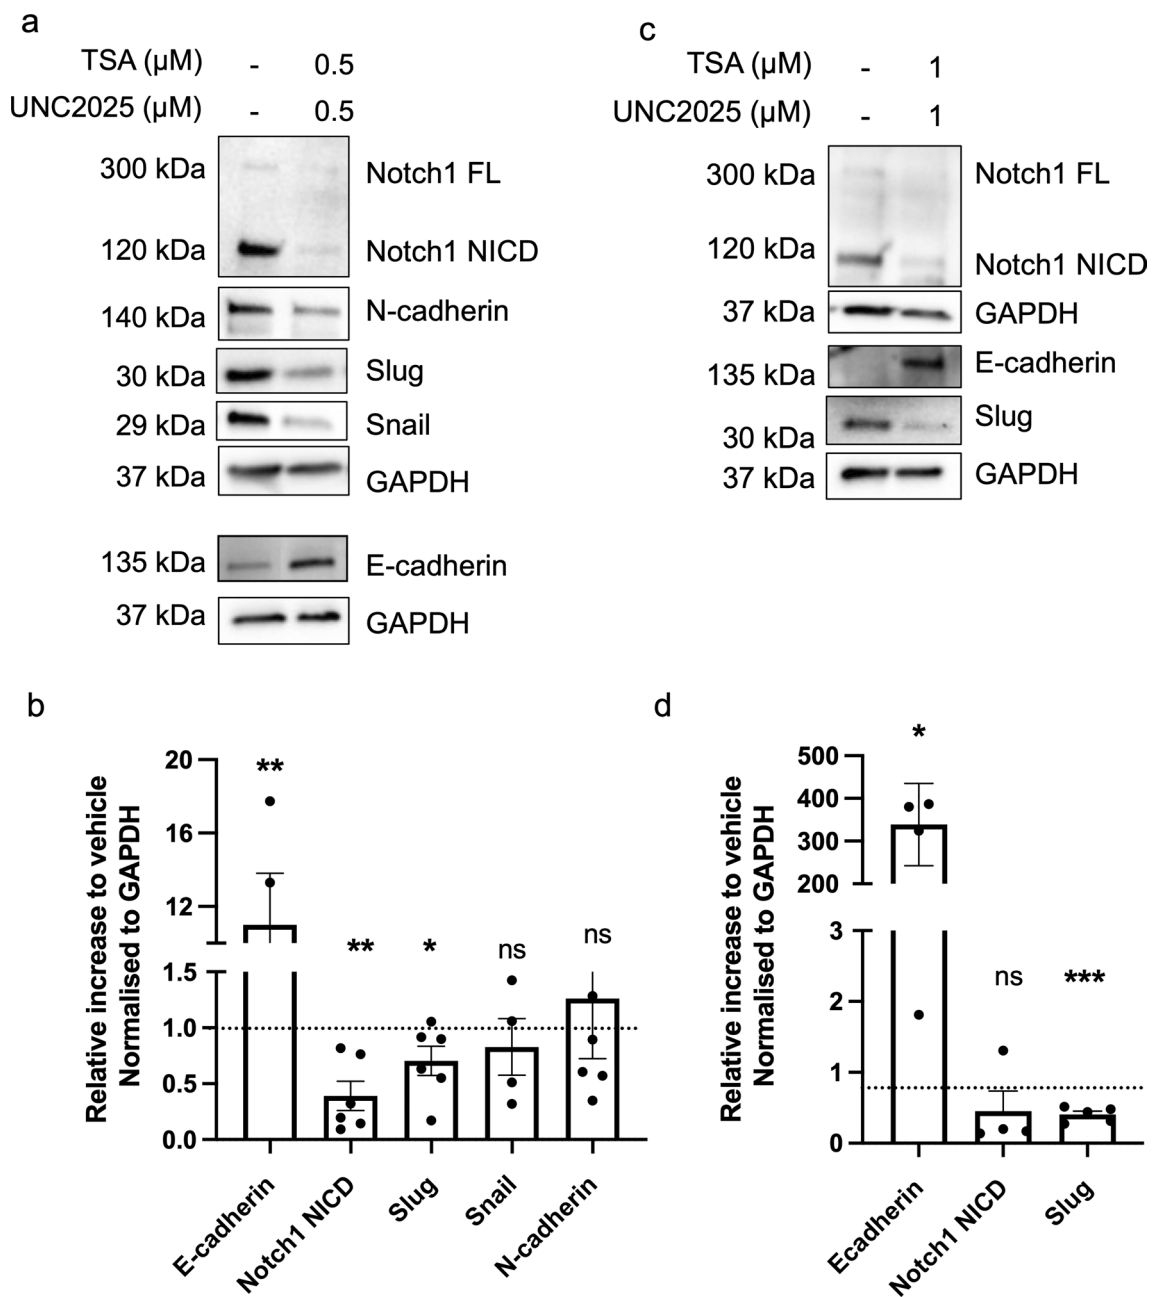 a
TSA (μM) - 0.5
UNC2025 (μM) - 0.5
300 kDa Notch1 FL
120 kDa Notch1 NICD
140 kDa N-cadherin
30 kDa Slug
29 kDa Snail
37 kDa GAPDH
135 kDa E-cadherin
37 kDa GAPDH
c
TSA (μM) - 1
UNC2025 (μM) - 1
300 kDa Notch1 FL
120 kDa Notch1 NICD
37 kDa GAPDH
135 kDa E-cadherin
30 kDa Slug
37 kDa GAPDH
b
Relative increase to vehicle
Normalised to GAPDH
20
16
12
1.5
1.0
0.5
0.0
**
**
*
ns
ns
E-cadherin
Notch1 NICD
Slug
Snail
N-cadherin
d
Relative increase to vehicle
Normalised to GAPDH
500
400
300
200
3
2
1
0
*
ns
***
Ecadherin
Notch1 NICD
Slug